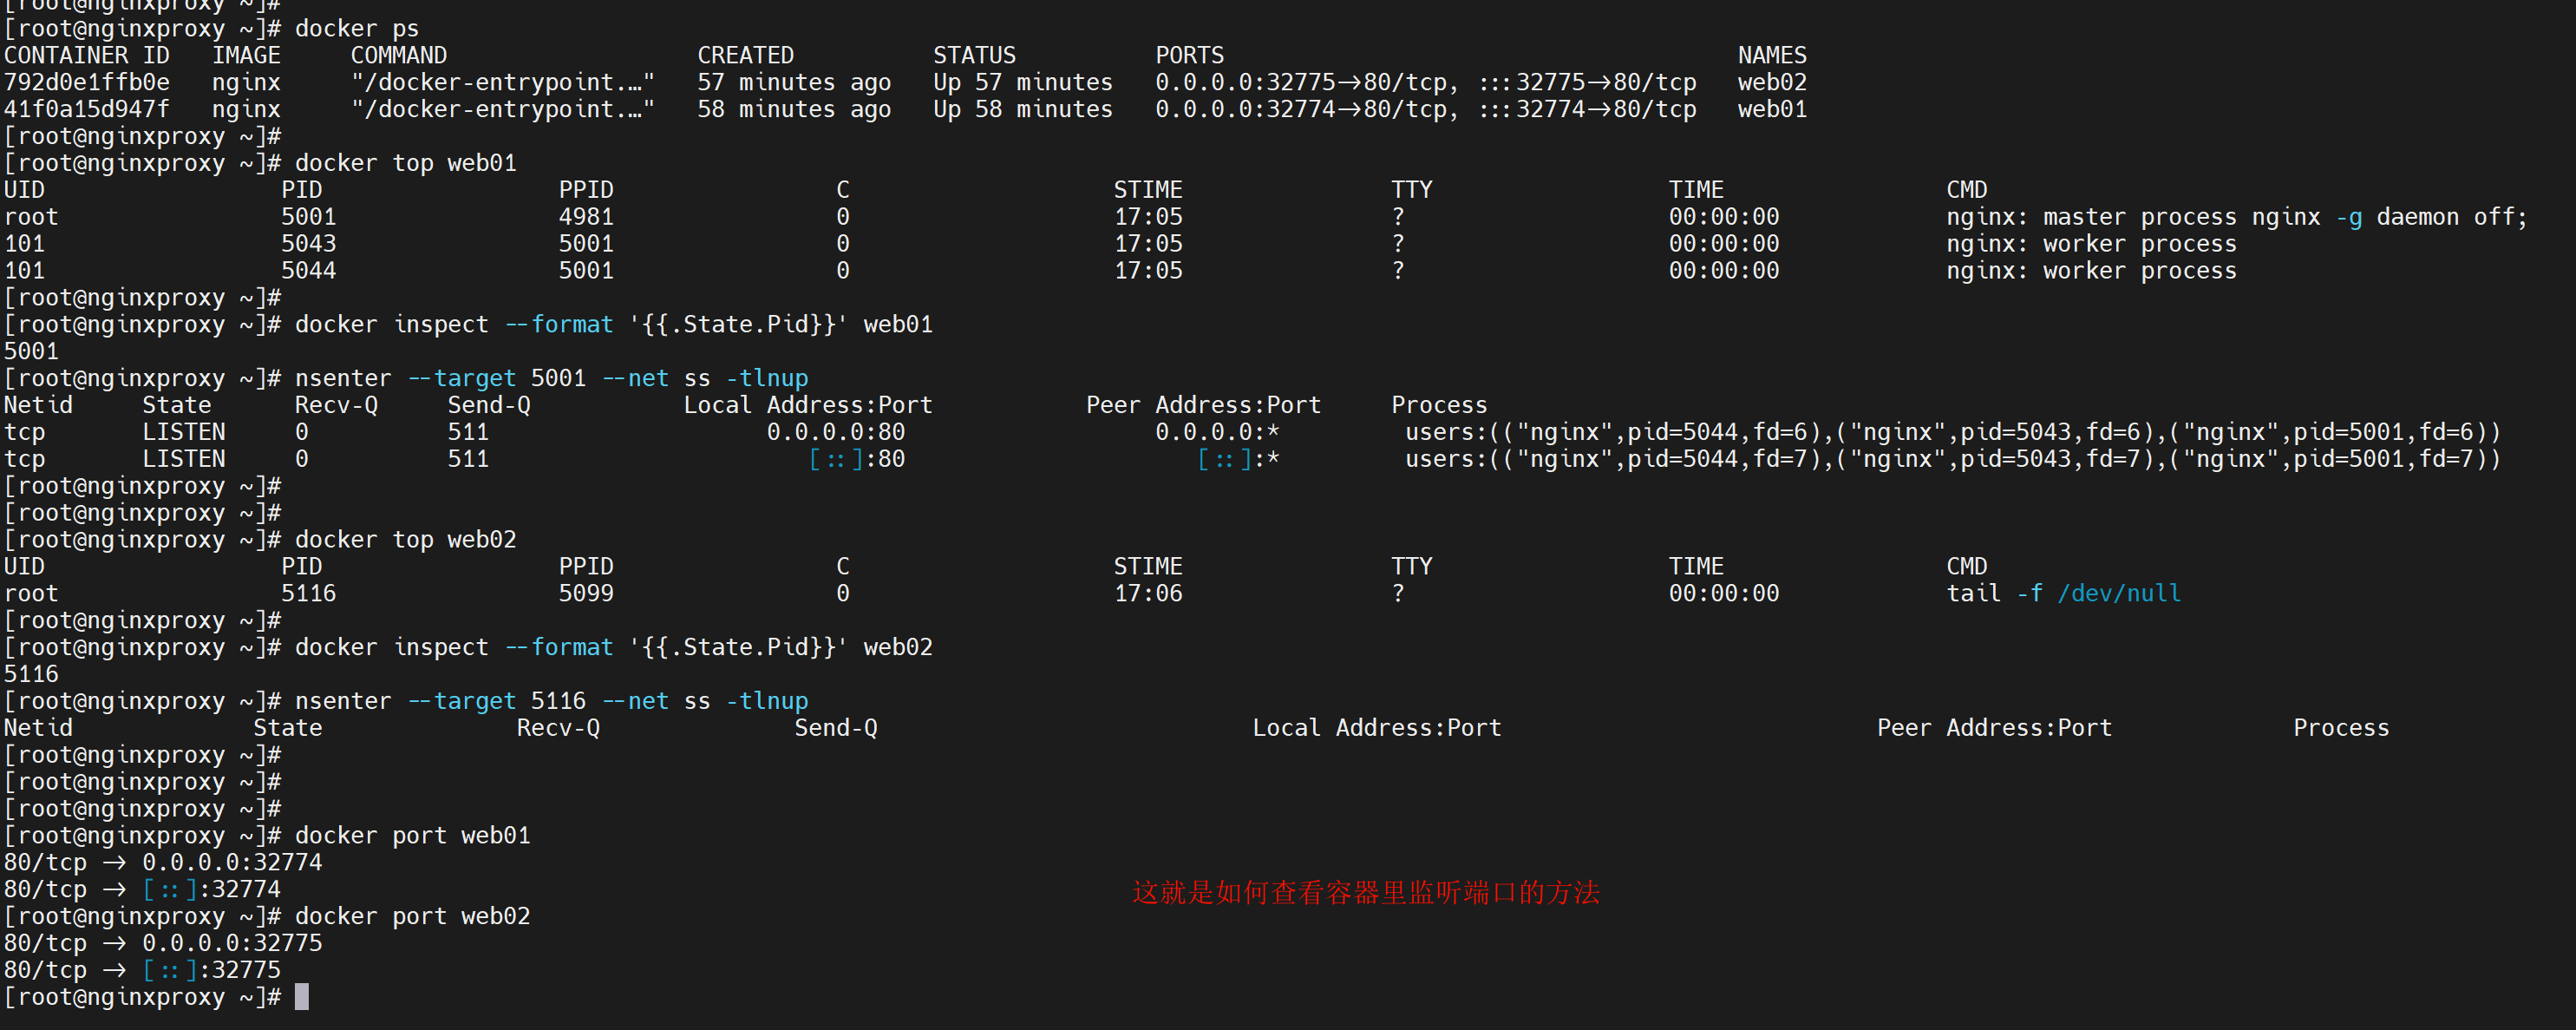 [root@nginxproxy ~]#
[root@nginxproxy ~]# docker ps
CONTAINER ID   IMAGE     COMMAND                  CREATED          STATUS          PORTS                                     NAMES
792d0e1ffb0e   nginx     "/docker-entrypoint.…"   57 minutes ago   Up 57 minutes   0.0.0.0:32775->80/tcp, :::32775->80/tcp   web02
41f0a15d947f   nginx     "/docker-entrypoint.…"   58 minutes ago   Up 58 minutes   0.0.0.0:32774->80/tcp, :::32774->80/tcp   web01
[root@nginxproxy ~]#
[root@nginxproxy ~]# docker top web01
UID                 PID                 PPID                C                   STIME               TTY                 TIME                CMD
root                5001                4981                0                   17:05               ?                   00:00:00            nginx: master process nginx -g daemon off;
101                 5043                5001                0                   17:05               ?                   00:00:00            nginx: worker process
101                 5044                5001                0                   17:05               ?                   00:00:00            nginx: worker process
[root@nginxproxy ~]#
[root@nginxproxy ~]# docker inspect --format '{{.State.Pid}}' web01
5001
[root@nginxproxy ~]# nsenter --target 5001 --net ss -tlnup
Netid     State      Recv-Q     Send-Q           Local Address:Port           Peer Address:Port     Process
tcp       LISTEN     0          511                    0.0.0.0:80                  0.0.0.0:*         users:(("nginx",pid=5044,fd=6),("nginx",pid=5043,fd=6),("nginx",pid=5001,fd=6))
tcp       LISTEN     0          511                       [::]:80                     [::]:*         users:(("nginx",pid=5044,fd=7),("nginx",pid=5043,fd=7),("nginx",pid=5001,fd=7))
[root@nginxproxy ~]#
[root@nginxproxy ~]#
[root@nginxproxy ~]# docker top web02
UID                 PID                 PPID                C                   STIME               TTY                 TIME                CMD
root                5116                5099                0                   17:06               ?                   00:00:00            tail -f /dev/null
[root@nginxproxy ~]#
[root@nginxproxy ~]# docker inspect --format '{{.State.Pid}}' web02
5116
[root@nginxproxy ~]# nsenter --target 5116 --net ss -tlnup
Netid             State              Recv-Q              Send-Q                           Local Address:Port                           Peer Address:Port             Process
[root@nginxproxy ~]#
[root@nginxproxy ~]#
[root@nginxproxy ~]#
[root@nginxproxy ~]# docker port web01
80/tcp -> 0.0.0.0:32774
80/tcp -> [::]:32774
这就是如何查看容器里监听端口的方法
[root@nginxproxy ~]# docker port web02
80/tcp -> 0.0.0.0:32775
80/tcp -> [::]:32775
[root@nginxproxy ~]#